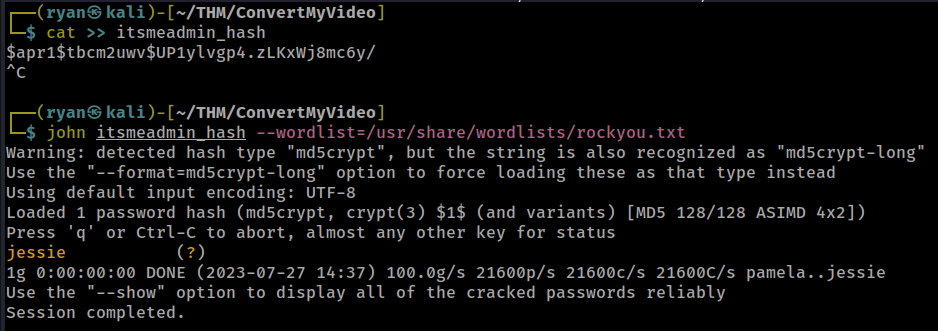 ┌──(ryan㉿kali)-[~/THM/ConvertMyVideo]
└─$ cat >> itsmeadmin_hash
$apr1$tbcm2uwv$UP1ylvgp4.zLKxWj8mc6y/
^C
┌──(ryan㉿kali)-[~/THM/ConvertMyVideo]
└─$ john itsmeadmin_hash --wordlist=/usr/share/wordlists/rockyou.txt
Warning: detected hash type "md5crypt", but the string is also recognized as "md5crypt-long"
Use the "--format=md5crypt-long" option to force loading these as that type instead
Using default input encoding: UTF-8
Loaded 1 password hash (md5crypt, crypt(3) $1$ (and variants) [MD5 128/128 ASIMD 4x2])
Press 'q' or Ctrl-C to abort, almost any other key for status
jessie           (?)
1g 0:00:00:00 DONE (2023-07-27 14:37) 100.0g/s 21600p/s 21600c/s 21600C/s pamela..jessie
Use the "--show" option to display all of the cracked passwords reliably
Session completed.